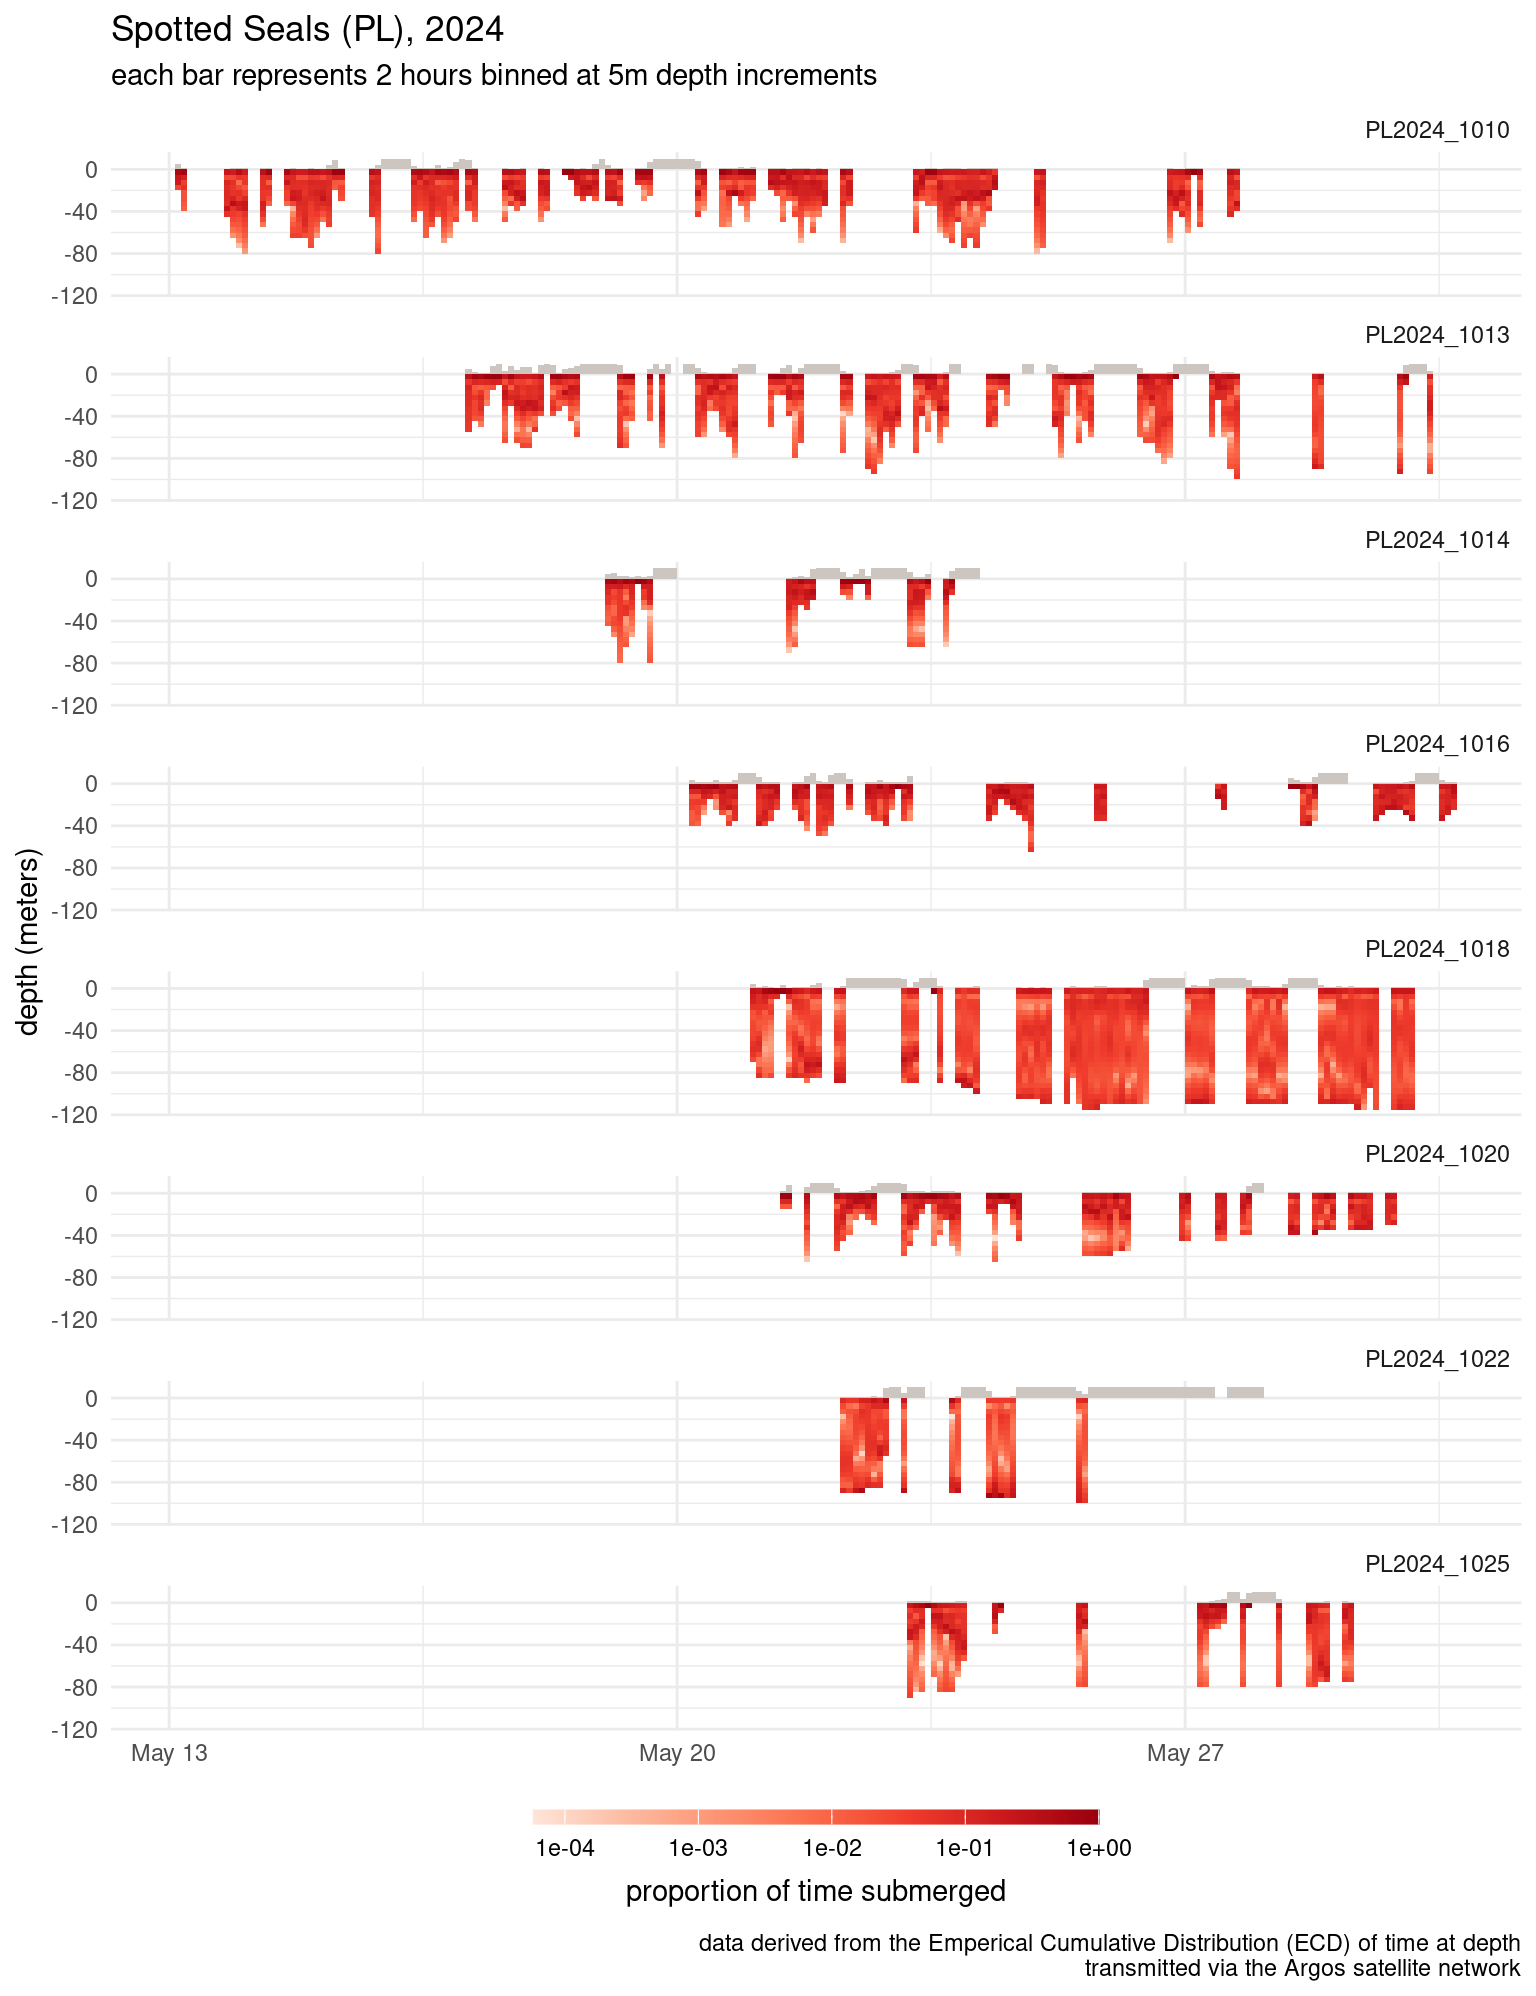 Spotted Seals (PL), 2024
each bar represents 2 hours binned at 5m depth increments
PL2024_1010
0
-40
-80
-120
PL2024_1013
0
-40
-80
-120
PL2024_1014
0
-40
-80
-120
PL2024_1016
0
-40
-80
-120
depth (meters)
PL2024_1018
0
-40
-80
-120
PL2024_1020
0
-40
-80
-120
PL2024_1022
0
-40
-80
-120
PL2024_1025
0
-40
-80
-120
May 13 May 20 May 27
1e-04 1e-03 1e-02 1e-01 1e+00
proportion of time submerged
data derived from the Emperical Cumulative Distribution (ECD) of time at depth
transmitted via the Argos satellite network